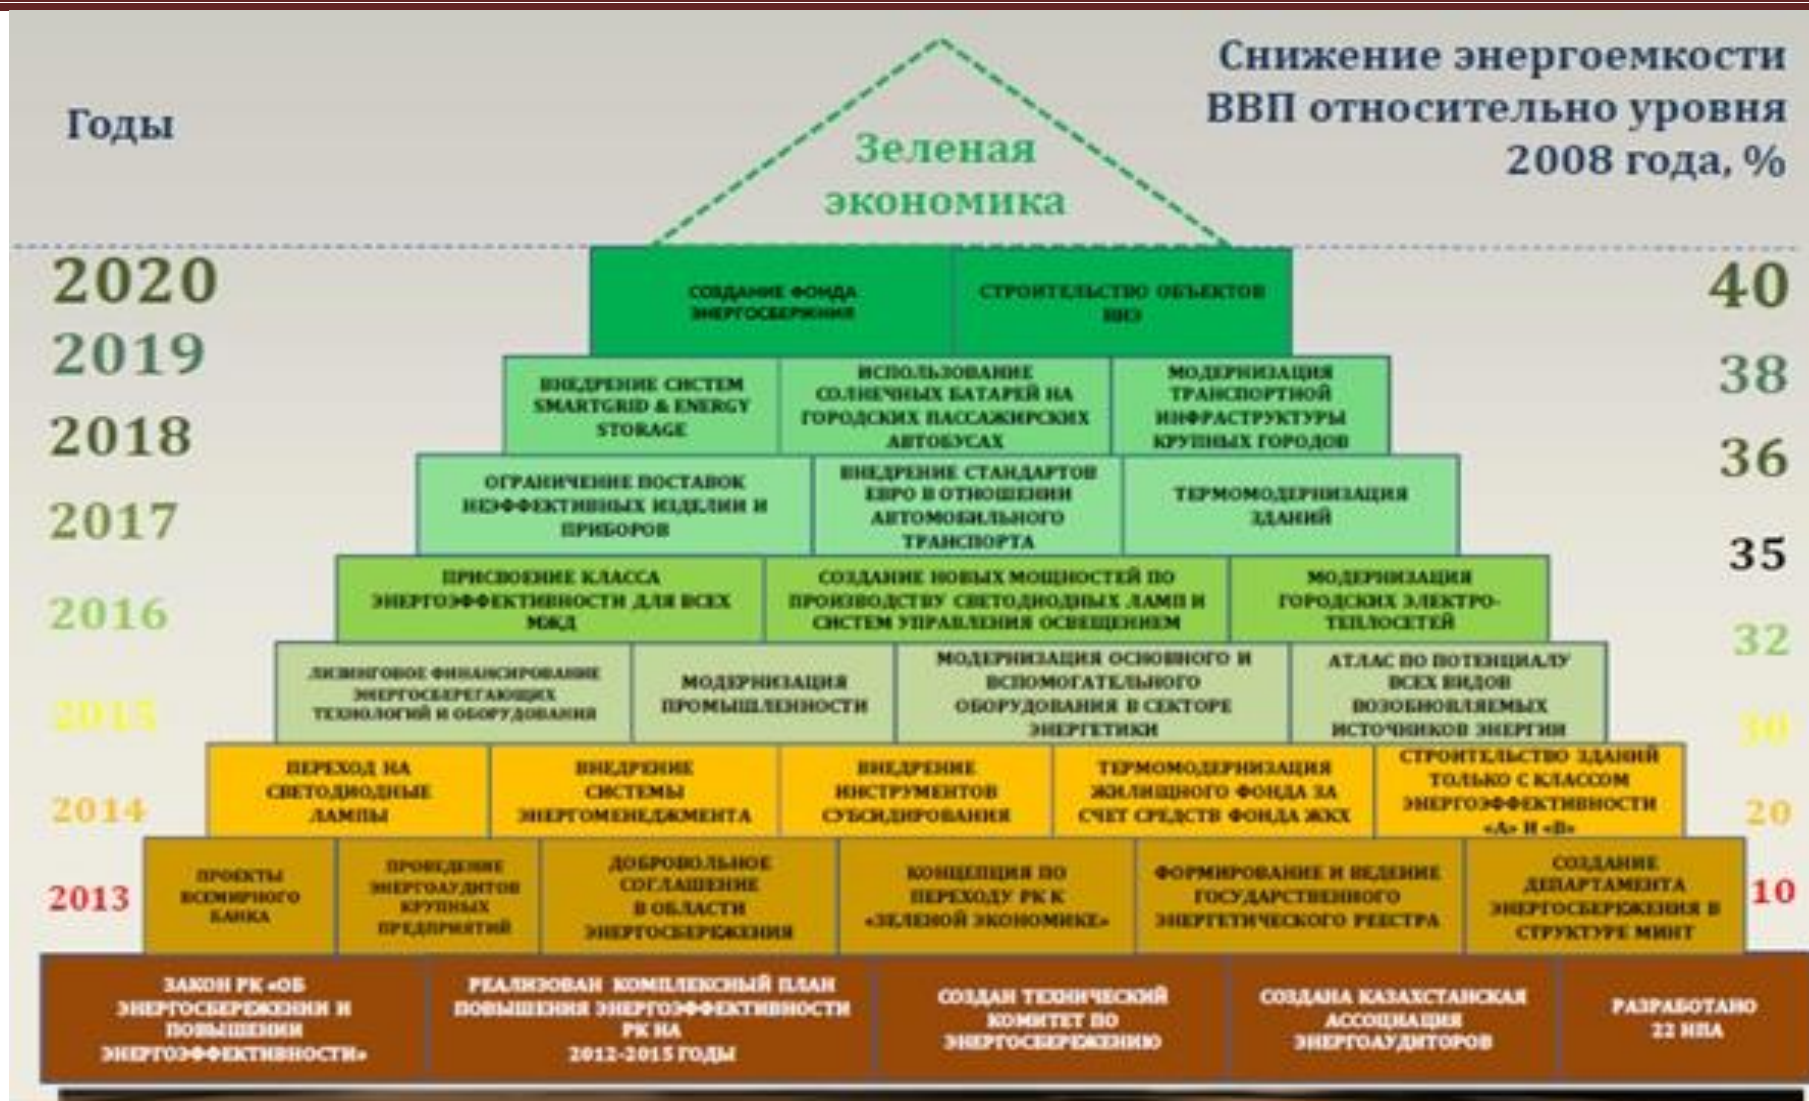 Годы
Снижение энергоемкости
ВВП относительно уровня
2008 года, %
Зеленая
экономика
2020
СОЗДАНИЕ ФОНДА
ЭНЕРГОСБЕРЖНИЯ
СТРОИТЕЛЬСТВО ОБЪЕКТОВ
ВИЭ
40
2019
ВНЕДРЕНИЕ СИСТЕМ
SMARTGRID & ENERGY
STORAGE
ИСПОЛЬЗОВАНИЕ
СОЛНЕЧНЫХ БАТАРЕЙ НА
ГОРОДСКИХ ПАССАЖИРСКИХ
АВТОБУСАХ
МОДЕРНИЗАЦИЯ
ТРАНСПОРТНОЙ
ИНФРАСТРУКТУРЫ
КРУПНЫХ ГОРОДОВ
38
2018
ОГРАНИЧЕНИЕ ПОСТАВОК
НЕЭФФЕКТИВНЫХ ИЗДЕЛИИ И
ПРИБОРОВ
ВНЕДРЕНИЕ СТАНДАРТОВ
ЕВРО В ОТНОШЕНИИ
АВТОМОБИЛЬНОГО
ТРАНСПОРТА
ТЕРМОМОДЕРНИЗАЦИЯ
ЗДАНИЙ
36
2017
ПРИСВОЕНИЕ КЛАССА
ЭНЕРГОЭФФЕКТИВНОСТИ ДЛЯ ВСЕХ
МЖД
СОЗДАНИЕ НОВЫХ МОЩНОСТЕЙ ПО
ПРОИЗВОДСТВУ СВЕТОДИОДНЫХ ЛАМП И
СИСТЕМ УПРАВЛЕНИЯ ОСВЕЩЕНИЕМ
МОДЕРНИЗАЦИЯ
ГОРОДСКИХ ЭЛЕКТРО-
ТЕПЛОСЕТЕЙ
35
2016
ЛИЗИНГОВОЕ ФИНАНСИРОВАНИЕ
ЭНЕРГОСБЕРЕГАЮЩИХ
ТЕХНОЛОГИЙ И ОБОРУДОВАНИЯ
МОДЕРНИЗАЦИЯ
ПРОМЫШЛЕННОСТИ
МОДЕРНИЗАЦИЯ ОСНОВНОГО И
ВСПОМОГАТЕЛЬНОГО
ОБОРУДОВАНИЯ В СЕКТОРЕ
ЭНЕРГЕТИКИ
АТЛАС ПО ПОТЕНЦИАЛУ
ВСЕХ ВИДОВ
ВОЗОБНОВЛЯЕМЫХ
ИСТОЧНИКОВ ЭНЕРГИИ
32
2015
ПЕРЕХОД НА
СВЕТОДИОДНЫЕ
ЛАМПЫ
ВНЕДРЕНИЕ
СИСТЕМЫ
ЭНЕРГОМЕНЕДЖМЕНТА
ВНЕДРЕНИЕ
ИНСТРУМЕНТОВ
СУБСИДИРОВАНИЯ
ТЕРМОМОДЕРНИЗАЦИЯ
ЖИЛИЩНОГО ФОНДА ЗА
СЧЕТ СРЕДСТВ ФОНДА ЖКХ
СТРОИТЕЛЬСТВО ЗДАНИЙ
ТОЛЬКО С КЛАССОМ
ЭНЕРГОЭФФЕКТИВНОСТИ
«А» И «В»
30
2014
20
2013
ПРОЕКТЫ
ВСЕМИРНОГО
БАНКА
ПРОВЕДЕНИЕ
ЭНЕРГОАУДИТОВ
КРУПНЫХ
ПРЕДПРИЯТИЙ
ДОБРОВОЛЬНОЕ
СОГЛАШЕНИЕ
В ОБЛАСТИ
ЭНЕРГОСБЕРЕЖЕНИЯ
КОНЦЕПЦИЯ ПО
ПЕРЕХОДУ РК К
«ЗЕЛЕНОЙ ЭКОНОМИКЕ»
ФОРМИРОВАНИЕ И ВЕДЕНИЕ
ГОСУДАРСТВЕННОГО
ЭНЕРГЕТИЧЕСКОГО РЕЕСТРА
СОЗДАНИЕ
ДЕПАРТАМЕНТА
ЭНЕРГОСБЕРЕЖЕНИЯ В
СТРУКТУРЕ МИНТ
10
ЗАКОН РК «ОБ
ЭНЕРГОСБЕРЕЖЕНИИ И
ПОВЫШЕНИИ
ЭНЕРГОЭФФЕКТИВНОСТИ»
РЕАЛИЗОВАН КОМПЛЕКСНЫЙ ПЛАН
ПОВЫШЕНИЯ ЭНЕРГОЭФФЕКТИВНОСТИ
РК НА
2012-2015 ГОДЫ
СОЗДАН ТЕХНИЧЕСКИЙ
КОМИТЕТ ПО
ЭНЕРГОСБЕРЕЖЕНИЮ
СОЗДАНА КАЗАХСТАНСКАЯ
АССОЦИАЦИЯ
ЭНЕРГОАУДИТОРОВ
РАЗРАБОТАНО
22 НПА